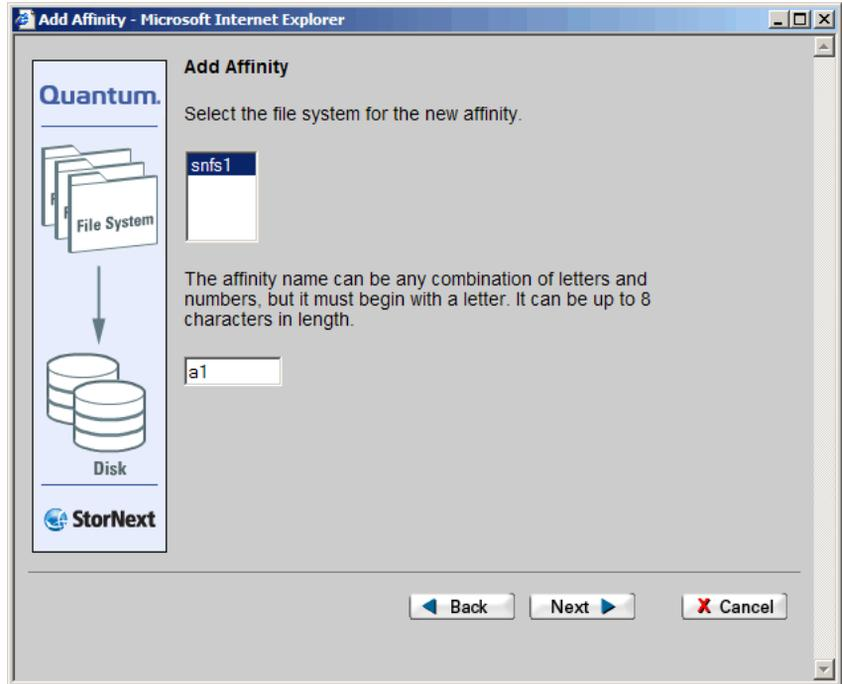 Add Affinity - Microsoft Internet Explorer
Quantum.
File System
Disk
StorNext
Add Affinity
Select the file system for the new affinity.
snfs1
The affinity name can be any combination of letters and
numbers, but it must begin with a letter. It can be up to 8
characters in length.
a1
Back
Next
Cancel